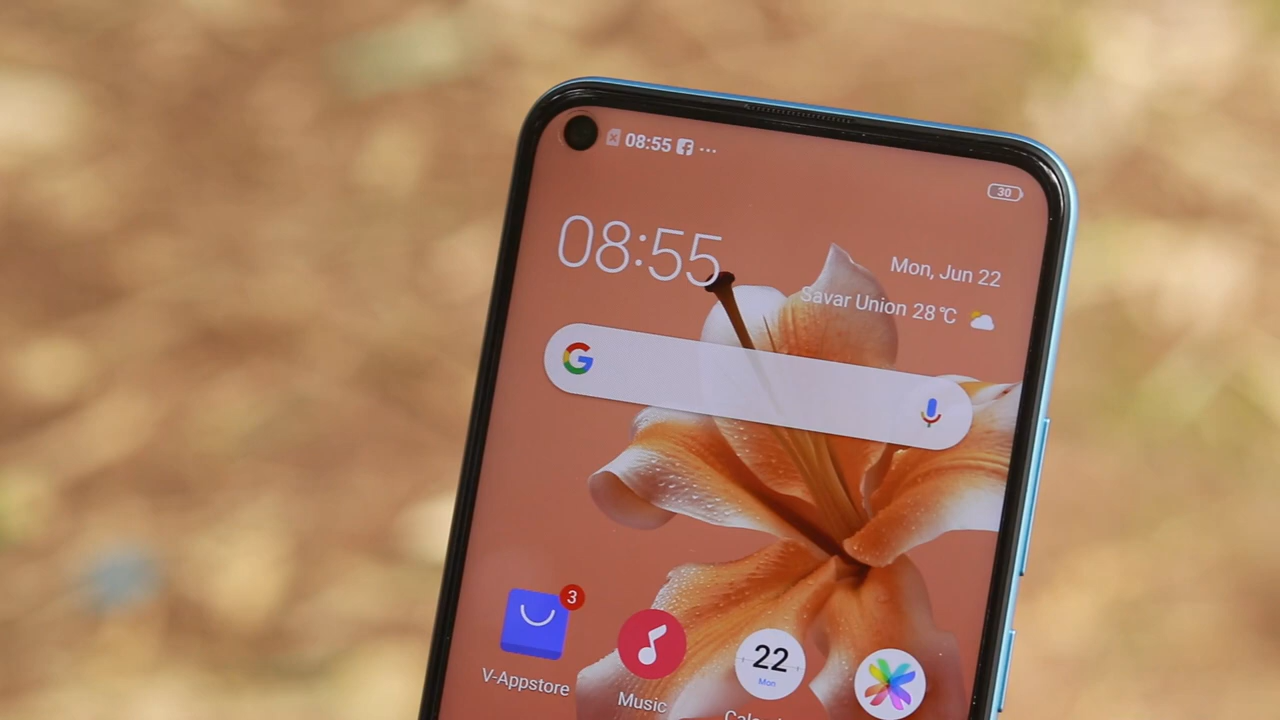 08:55
30
08:55
Mon, Jun 22
Savar Union 28°C
G
3
V-Appstore
Music
22
Mon